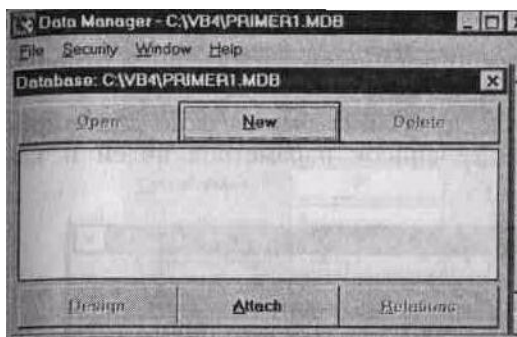 Data Manager - C:\VB4\PRIMER1.MDB
File Security Window Help
Database: C:\VB4\PRIMER1.MDB
Open New Delete
Design Attach Relations